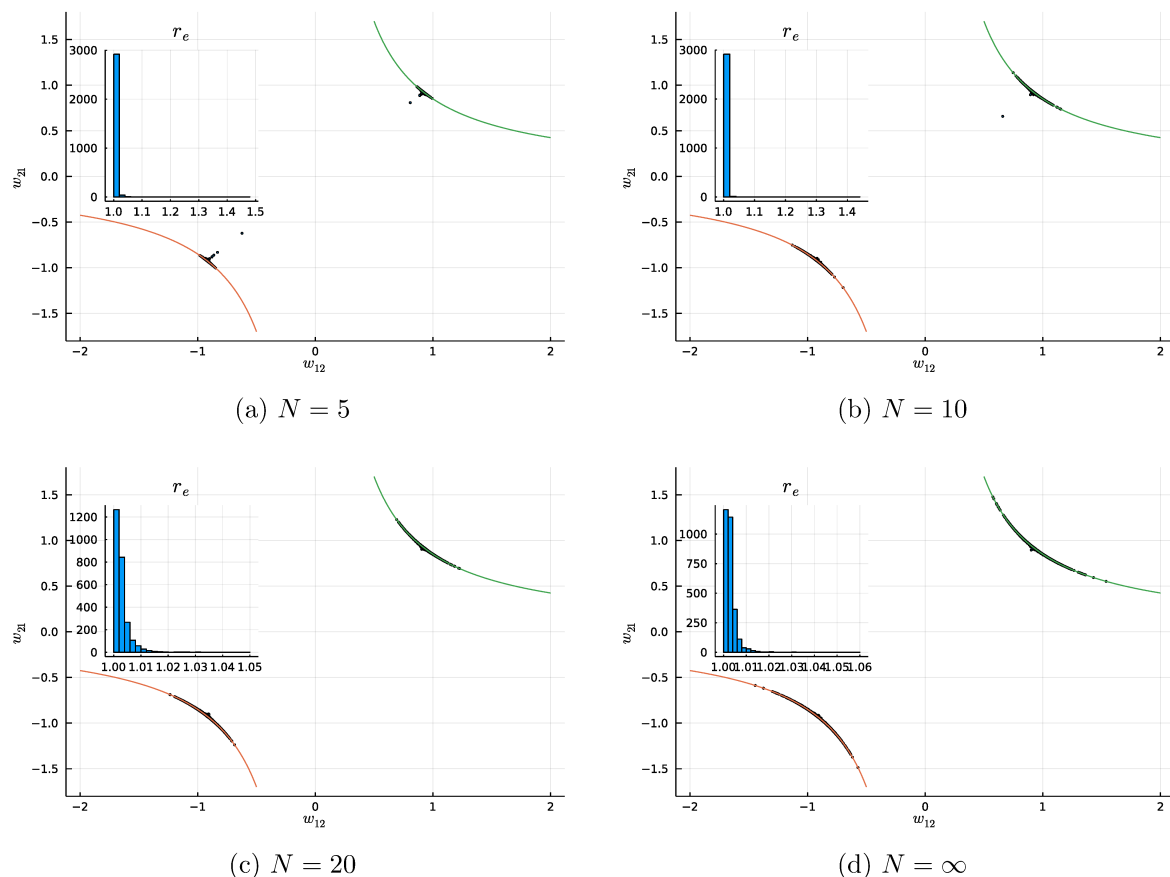 r_e
3000
2000
1000
0
1.0 1.1 1.2 1.3 1.4 1.5
1.5
1.0
0.5
0.0
−0.5
−1.0
−1.5
w_21
−2 −1 0 1 2
w_12
(a) N = 5
r_e
3000
2000
1000
0
1.0 1.1 1.2 1.3 1.4
1.5
1.0
0.5
0.0
−0.5
−1.0
−1.5
w_21
−2 −1 0 1 2
w_12
(b) N = 10
r_e
1200
1000
800
600
400
200
0
1.00 1.01 1.02 1.03 1.04 1.05
1.5
1.0
0.5
0.0
−0.5
−1.0
−1.5
w_21
−2 −1 0 1 2
w_12
(c) N = 20
r_e
1000
750
500
250
0
1.00 1.01 1.02 1.03 1.04 1.05 1.06
1.5
1.0
0.5
0.0
−0.5
−1.0
−1.5
w_21
−2 −1 0 1 2
w_12
(d) N = ∞